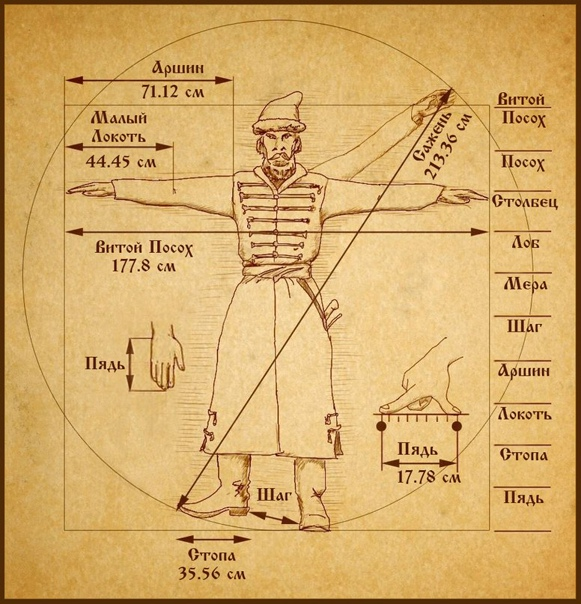 Аршин
71.12 см
Малый
Локоть
44.45 см
Сажень
213.36 см
Витой Посох
177.8 см
Пядь
Пядь
17.78 см
Шаг
Стопа
35.56 см
Витой
Посох
Посох
Столбец
Лоб
Мера
Шаг
Аршин
Локоть
Стопа
Пядь